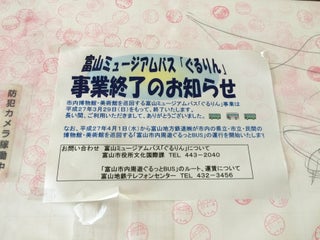 富山ミュージアムバス「ぐるりん」
事業終了のお知らせ
市内博物館・美術館を巡回する富山ミュージアムバス「ぐるりん」事業は
平成27年3月29日(日)をもって、終了いたします。
長い間、ご利用いただきまして、ありがとうございました。
なお、平成27年4月1日(水)から富山地方鉄道㈱が市内の県立・市立・民間の
博物館・美術館を巡回する「富山市内周遊ぐるっとBUS」の運行を開始いたします!
お問い合わせ 富山ミュージアムバス「ぐるりん」について
富山市役所文化国際課 TEL 443-2040
「富山市内周遊ぐるっとBUS」のルート、運賃について
富山地鉄テレフォンセンター TEL 432-3456
防犯カメラ稼働中